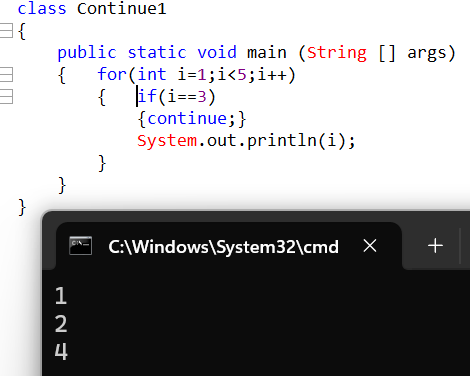 class Continue1
{
public static void main (String [] args)
{ for(int i=1;i<5;i++)
{ if(i==3)
{continue;}
System.out.println(i);
}
}
}
C:\Windows\System32\cmd
1
2
4